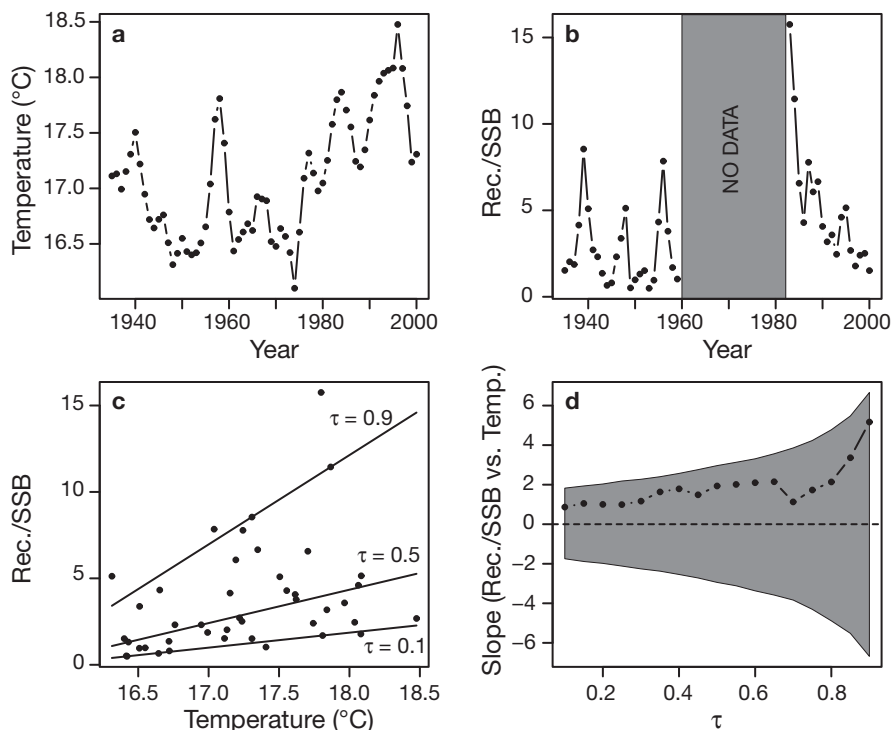 a
18.5
18.0
17.5
17.0
16.5
Temperature (°C)
1940 1960 1980 2000
Year
b
15
10
5
0
Rec./SSB
NO DATA
1940 1960 1980 2000
Year
c
15
10
5
0
Rec./SSB
τ = 0.9
τ = 0.5
τ = 0.1
16.5 17.0 17.5 18.0 18.5
Temperature (°C)
d
6
4
2
0
−2
−4
−6
Slope (Rec./SSB vs. Temp.)
0.2 0.4 0.6 0.8
τ